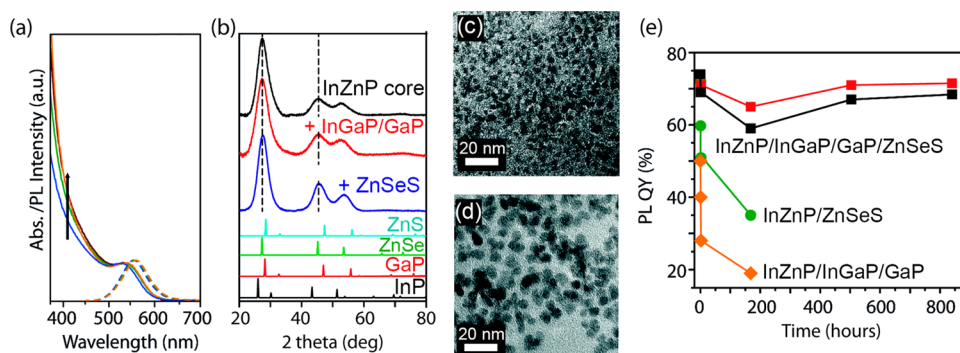 (a)
Abs. /PL Intensity (a.u.)
400 500 600 700
Wavelength (nm)
(b)
InZnP core
+ InGaP/GaP
+ ZnSeS
ZnS
ZnSe
GaP
InP
20 40 60 80
2 theta (deg)
(c)
20 nm
(d)
20 nm
(e)
PL QY (%)
80
60
40
20
InZnP/InGaP/GaP/ZnSeS
InZnP/ZnSeS
InZnP/InGaP/GaP
0 200 400 600 800
Time (hours)